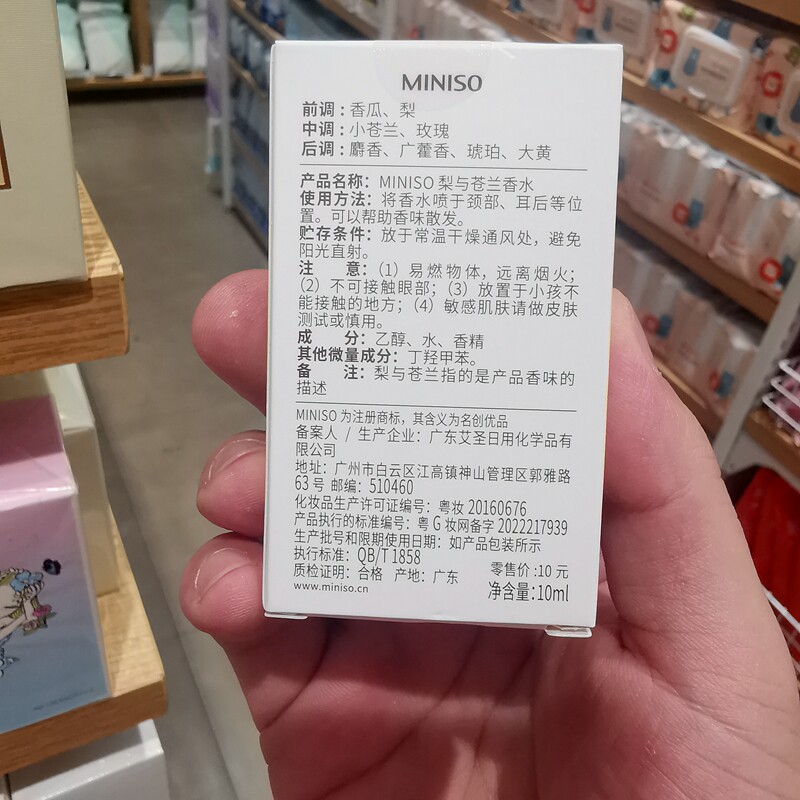 MINISO
前调：香瓜、梨
中调：小苍兰、玫瑰
后调：麝香、广藿香、琥珀、大黄
产品名称：MINISO 梨与苍兰香水
使用方法：将香水喷于颈部、耳后等位
置。可以帮助香味散发。
贮存条件：放于常温干燥通风处，避免
阳光直射。
注 意：（1）易燃物体，远离烟火；
（2）不可接触眼部；（3）放置于小孩不
能接触的地方；（4）敏感肌肤请做皮肤
测试或慎用。
成 分：乙醇、水、香精
其他微量成分：丁羟甲苯。
备 注：梨与苍兰指的是产品香味的
描述
MINISO 为注册商标，其含义为名创优品
备案人 / 生产企业：广东艾圣日用化学品有
限公司
地址：广州市白云区江高镇神山管理区郭雅路
63号 邮编：510460
化妆品生产许可证编号：粤妆 20160676
产品执行的标准编号：粤 G 妆网备字 2022217939
生产批号和限期使用日期：如产品包装所示
执行标准：QB/T 1858
质检证明：合格 产地：广东 零售价:10 元
www.miniso.cn 净含量:10ml